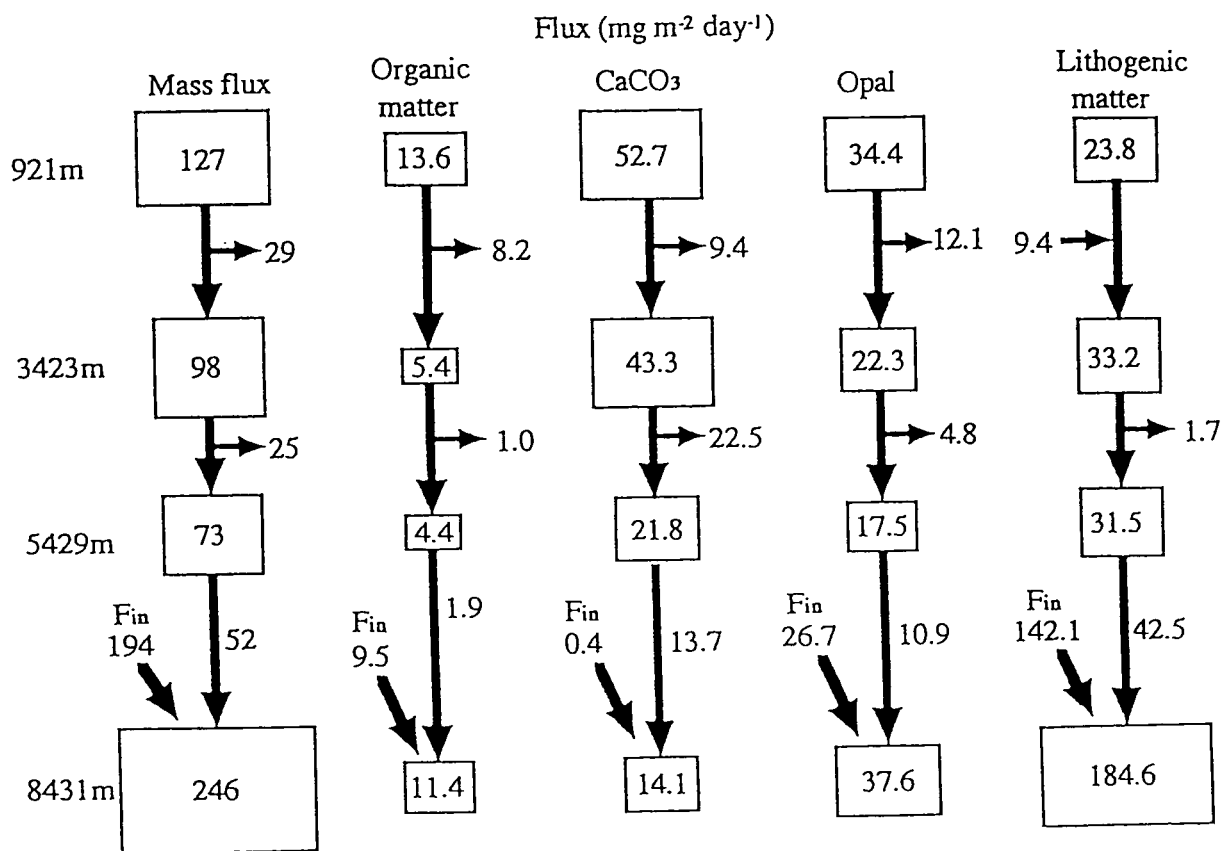 Flux (mg m⁻² day⁻¹)
Mass flux
Organic
matter
CaCO₃
Opal
Lithogenic
matter
921m 127 13.6 52.7 34.4 23.8
29 8.2 9.4 12.1 9.4
3423m 98 5.4 43.3 22.3 33.2
25 1.0 22.5 4.8 1.7
5429m 73 4.4 21.8 17.5 31.5
Fin
194 52
Fin
9.5 1.9
Fin
0.4 13.7
Fin
26.7 10.9
Fin
142.1 42.5
8431m 246 11.4 14.1 37.6 184.6